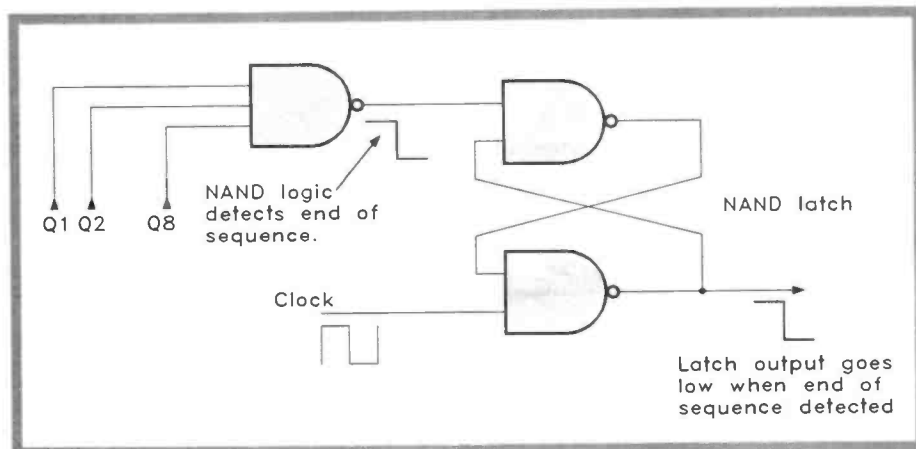 Q1 Q2 Q8
NAND logic
detects end of
sequence.
NAND latch
Clock
Latch output goes
low when end of
sequence detected